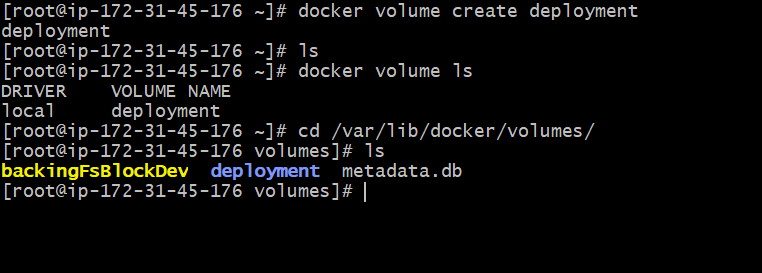 [root@ip-172-31-45-176 ~]# docker volume create deployment
deployment
[root@ip-172-31-45-176 ~]# ls
[root@ip-172-31-45-176 ~]# docker volume ls
DRIVER    VOLUME NAME
local     deployment
[root@ip-172-31-45-176 ~]# cd /var/lib/docker/volumes/
[root@ip-172-31-45-176 volumes]# ls
backingFsBlockDev  deployment  metadata.db
[root@ip-172-31-45-176 volumes]#